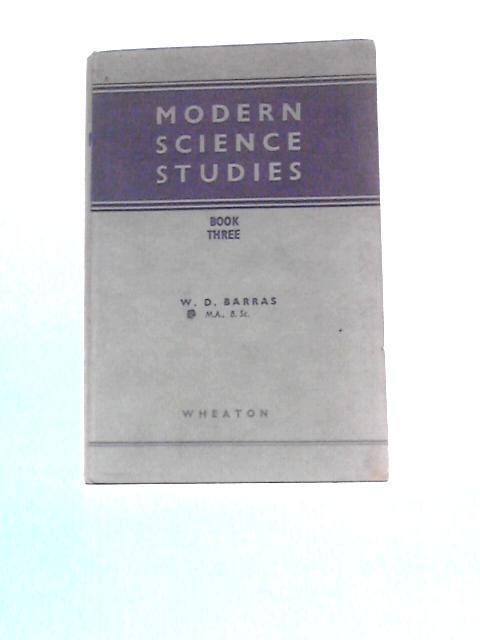 MODERN
SCIENCE
STUDIES
BOOK
THREE
W. D. BARRAS
M.A., B. Sc.
WHEATON